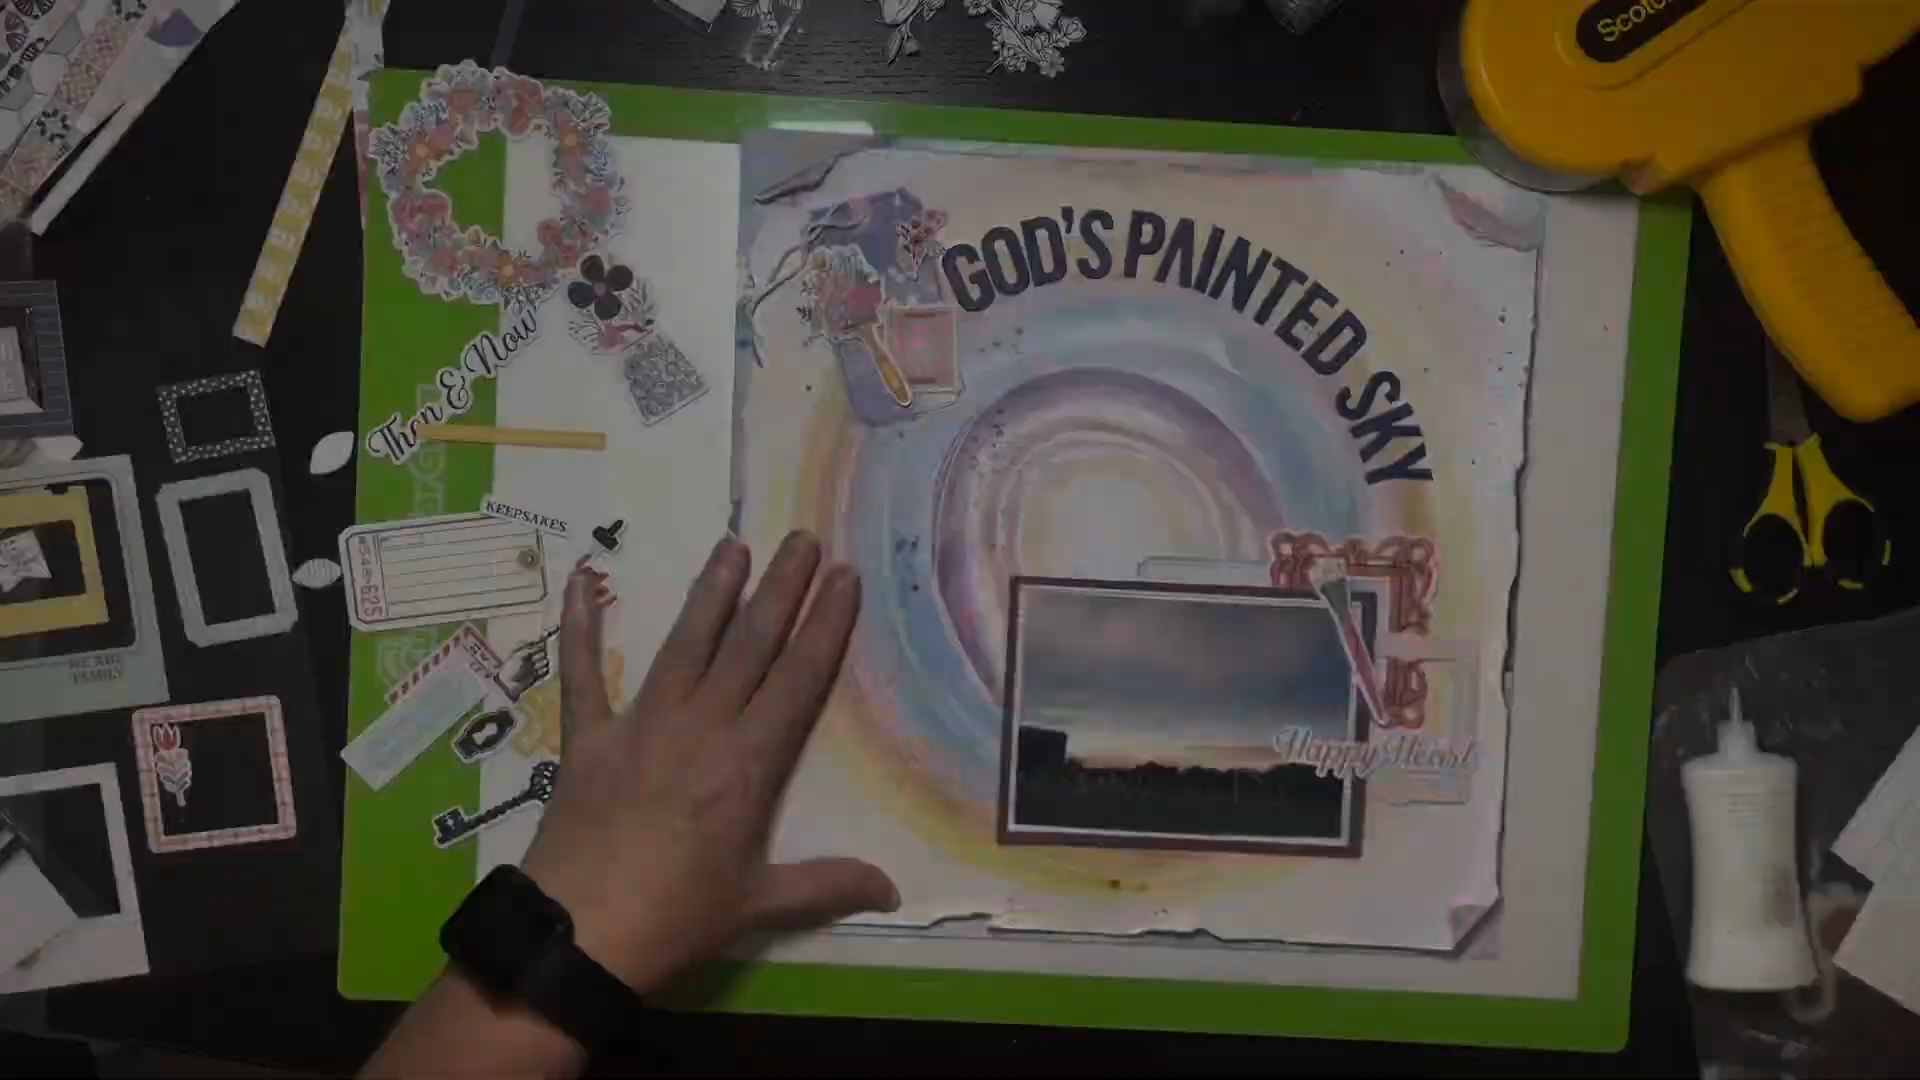 Scotch
GOD'S PAINTED SKY
Then & Now
KEEPSAKES
WE ARE
FAMILY
Happy Heart